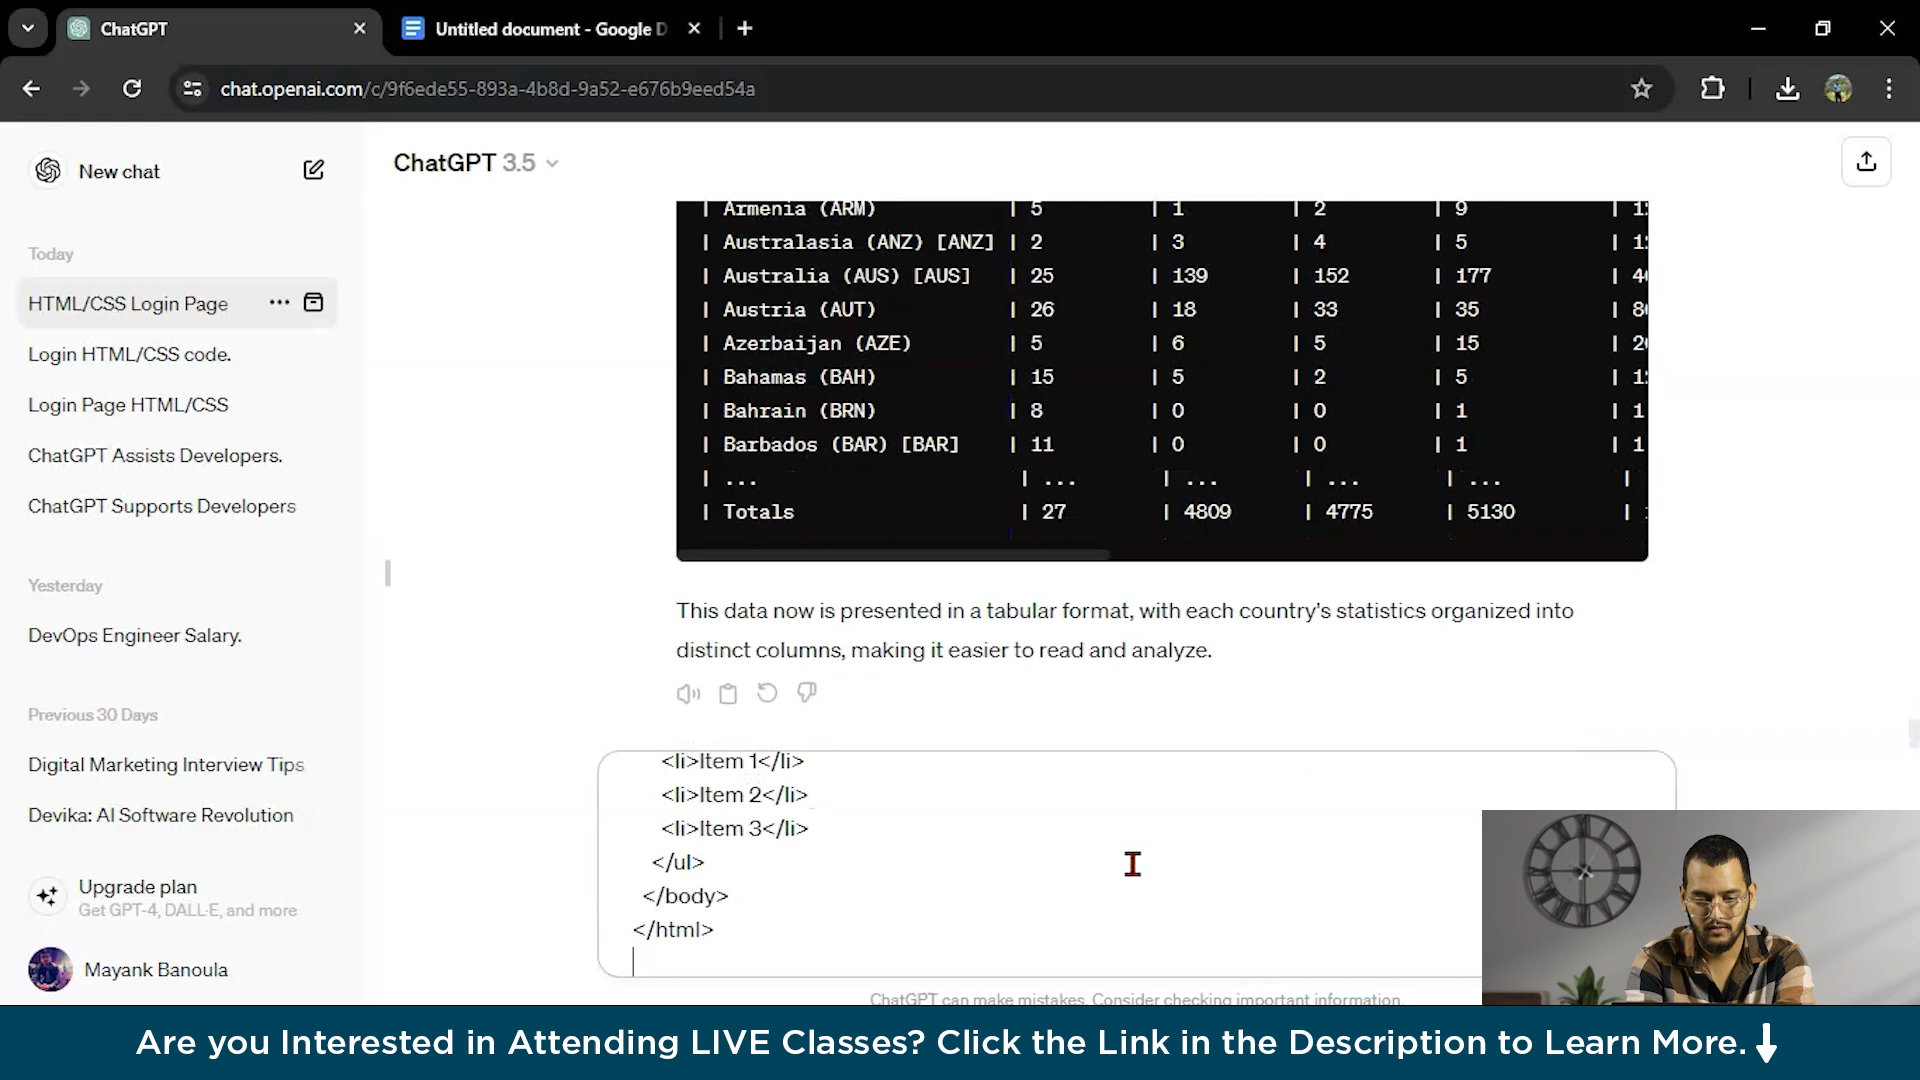 ChatGPT
Untitled document - Google D
chat.openai.com/c/9f6ede55-893a-4b8d-9a52-e676b9eed54a
New chat
Today
HTML/CSS Login Page
Login HTML/CSS code.
Login Page HTML/CSS
ChatGPT Assists Developers.
ChatGPT Supports Developers
Yesterday
DevOps Engineer Salary.
Previous 30 Days
Digital Marketing Interview Tips
Devika: AI Software Revolution
Upgrade plan
Get GPT-4, DALL·E, and more
Mayank Banoula
ChatGPT 3.5
| Armenia (ARM) | 5 | 1 | 2 | 9 |
| Australasia (ANZ) [ANZ] | 2 | 3 | 4 | 5 |
| Australia (AUS) [AUS] | 25 | 139 | 152 | 177 |
| Austria (AUT) | 26 | 18 | 33 | 35 |
| Azerbaijan (AZE) | 5 | 6 | 5 | 15 |
| Bahamas (BAH) | 15 | 5 | 2 | 5 |
| Bahrain (BRN) | 8 | 0 | 0 | 1 | 1
| Barbados (BAR) [BAR] | 11 | 0 | 0 | 1 | 1
| ... | ... | ... | ... | ... |
| Totals | 27 | 4809 | 4775 | 5130 |
This data now is presented in a tabular format, with each country's statistics organized into
distinct columns, making it easier to read and analyze.
<li>Item 1</li>
<li>Item 2</li>
<li>Item 3</li>
</ul>
</body>
</html>
ChatGPT can make mistakes. Consider checking important information.
Are you Interested in Attending LIVE Classes? Click the Link in the Description to Learn More.